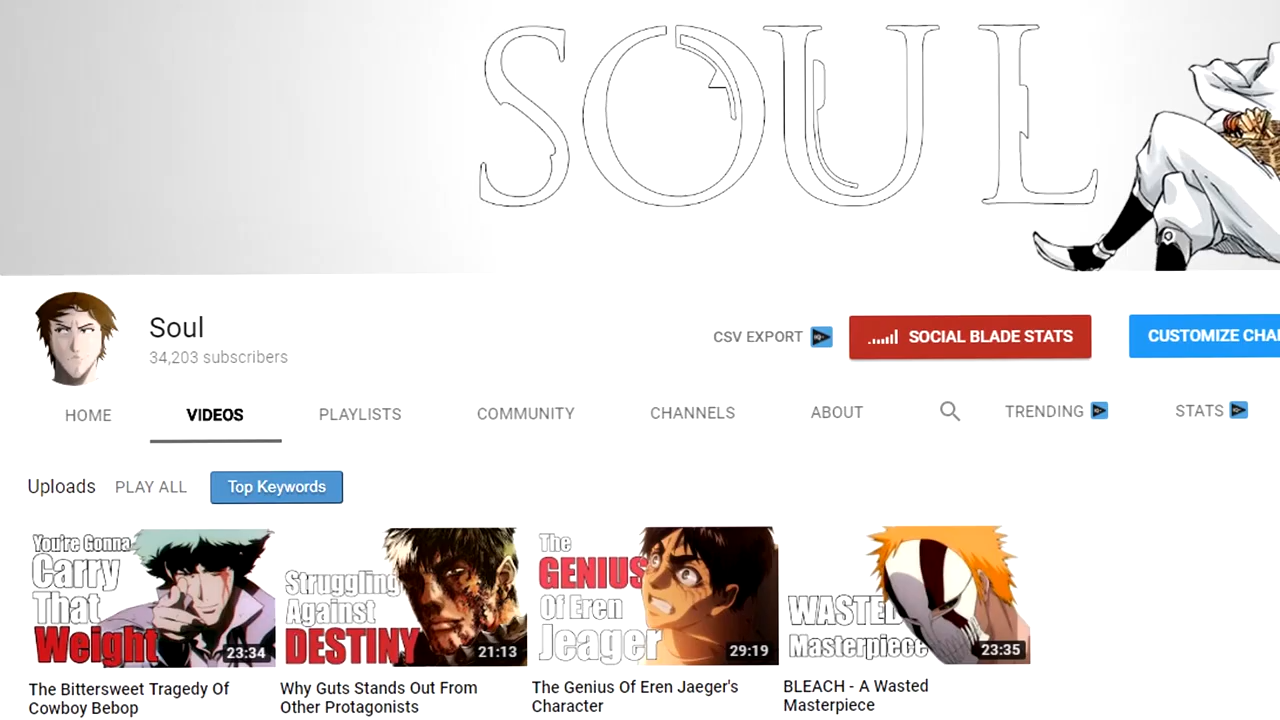 SOUL
Soul
34,203 subscribers
CSV EXPORT
SOCIAL BLADE STATS
CUSTOMIZE CHA
HOME
VIDEOS
PLAYLISTS
COMMUNITY
CHANNELS
ABOUT
TRENDING
STATS
Uploads
PLAY ALL
Top Keywords
You're Gonna
Carry
That
Weight
23:34
Struggling
Against
DESTINY
21:13
The
GENIUS
Of Eren
Jeager
29:19
WASTED
Masterpiece
23:35
The Bittersweet Tragedy Of
Cowboy Bebop
Why Guts Stands Out From
Other Protagonists
The Genius Of Eren Jaeger's
Character
BLEACH - A Wasted
Masterpiece